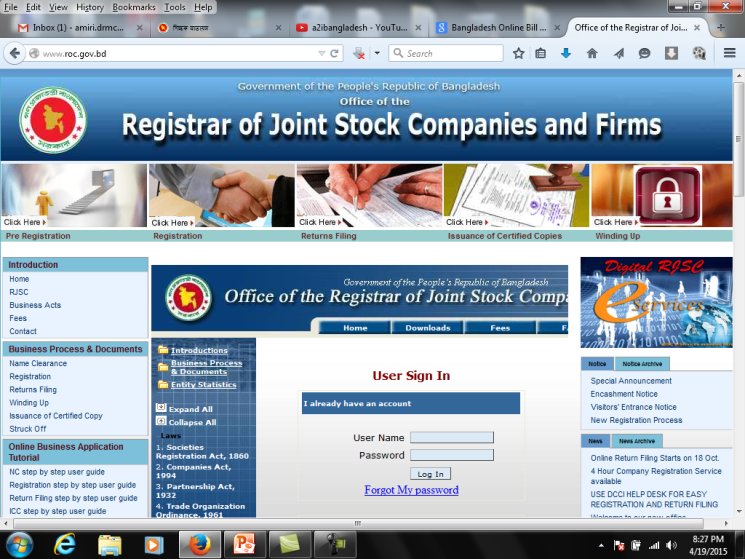 File Edit View History Bookmarks Tools Help
Inbox (1) - amiri.drmc...
শিক্ষক বাতায়ন
a2ibangladesh - YouTu...
Bangladesh Online Bill ...
Office of the Registrar of Joi...
www.roc.gov.bd
Search
Government of the People's Republic of Bangladesh
Office of the
Registrar of Joint Stock Companies and Firms
Click Here
Click Here
Click Here
Click Here
Click Here
Pre Registration
Registration
Returns Filing
Issuance of Certified Copies
Winding Up
Introduction
Home
RJSC
Business Acts
Fees
Contact
Business Process & Documents
Name Clearance
Registration
Returns Filing
Winding Up
Issuance of Certified Copy
Struck Off
Online Business Application
Tutorial
NC step by step user guide
Registration step by step user guide
Return Filing step by step user guide
ICC step by step user guide
Government of the People's Republic of Bangladesh
Office of the Registrar of Joint Stock Compa
Home
Downloads
Fees
F
Introductions
Business Process
& Documents
Entity Statistics
Expand All
Collapse All
Laws
1. Societies
Registration Act, 1860
2. Companies Act,
1994
3. Partnership Act,
1932
4. Trade Organization
Ordinance, 1961
User Sign In
I already have an account
User Name
Password
Log In
Forgot My password
Digital RJSC
e Services
Notice
Notice Archive
Special Announcement
Encashment Notice
Visitors' Entrance Notice
New Registration Process
News
News Archive
Online Return Filing Starts on 18 Oct.
4 Hour Company Registration Service
available
USE DCCI HELP DESK FOR EASY
REGISTRATION AND RETURN FILING
Welcome to our new office
8:27 PM
4/19/2015